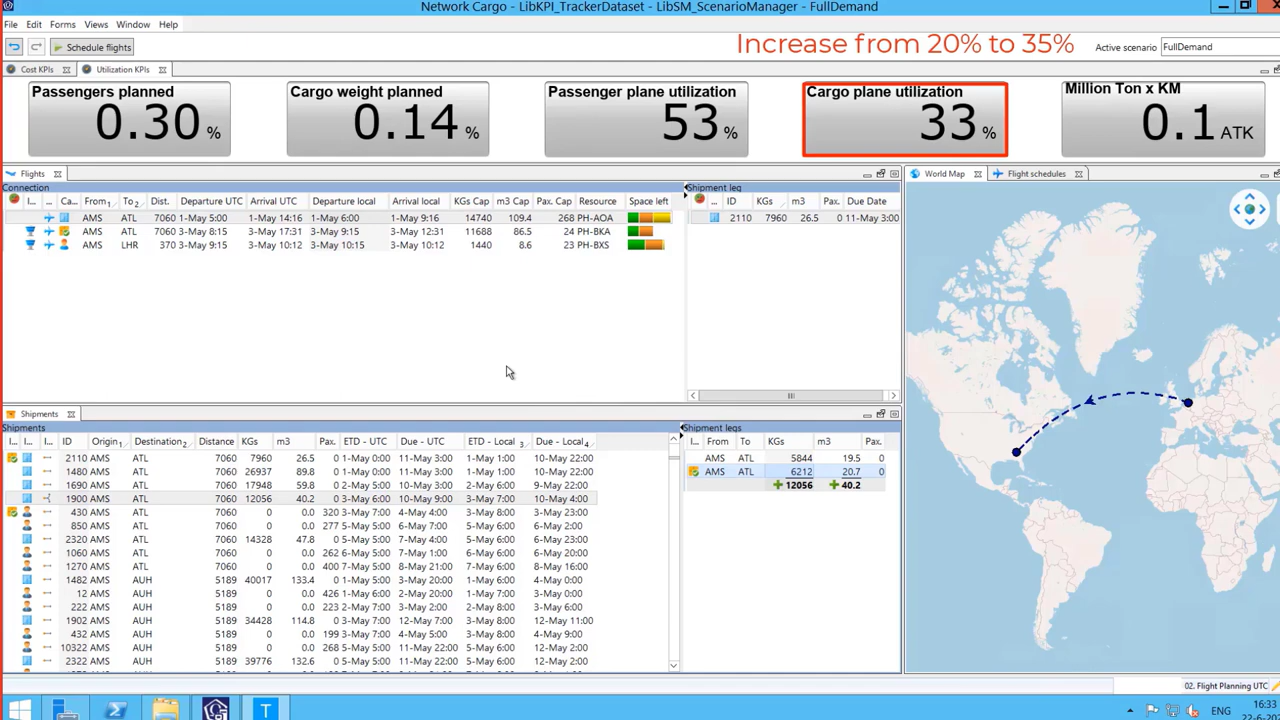 Network Cargo - LibKPI_TrackerDataset - LibSM_ScenarioManager - FullDemand
File Edit Forms Views Window Help
Schedule flights
Increase from 20% to 35%
Active scenario FullDemand
Cost KPIs Utilization KPIs
Passengers planned
0.30 %
Cargo weight planned
0.14 %
Passenger plane utilization
53 %
Cargo plane utilization
33 %
Million Ton x KM
0.1 ATK
Flights
Connection
I... ... Ca... From1 To2 Dist. Departure UTC Arrival UTC Departure local Arrival local KGs Cap m3 Cap Pax. Cap Resource Space left
AMS ATL 7060 1-May 5:00 1-May 14:16 1-May 6:00 1-May 9:16 14740 109.4 268 PH-AOA
AMS ATL 7060 3-May 8:15 3-May 17:31 3-May 9:15 3-May 12:31 11688 86.5 24 PH-BKA
AMS LHR 370 3-May 9:15 3-May 10:12 3-May 10:15 3-May 10:12 1440 8.6 23 PH-BXS
Shipment leg
... ID KGs m3 Pax. Due Date
2110 7960 26.5 0 11-May 3:00
World Map Flight schedules
Shipments
Shipments
I... I... I... ID Origin1 Destination2 Distance KGs m3 Pax. ETD - UTC Due - UTC ETD - Local3 Due - Local4
2110 AMS ATL 7060 7960 26.5 0 1-May 0:00 11-May 3:00 1-May 1:00 10-May 22:00
1480 AMS ATL 7060 26937 89.8 0 1-May 5:00 10-May 3:00 1-May 6:00 9-May 22:00
1690 AMS ATL 7060 17948 59.8 0 2-May 5:00 10-May 3:00 2-May 6:00 9-May 22:00
1900 AMS ATL 7060 12056 40.2 0 3-May 6:00 10-May 9:00 3-May 7:00 10-May 4:00
430 AMS ATL 7060 0 0.0 320 3-May 7:00 4-May 4:00 3-May 8:00 3-May 23:00
850 AMS ATL 7060 0 0.0 277 5-May 5:00 6-May 7:00 5-May 6:00 6-May 2:00
2320 AMS ATL 7060 14328 47.8 0 5-May 5:00 7-May 4:00 5-May 6:00 6-May 23:00
1060 AMS ATL 7060 0 0.0 262 6-May 5:00 7-May 1:00 6-May 6:00 6-May 20:00
1270 AMS ATL 7060 0 0.0 400 7-May 5:00 8-May 21:00 7-May 6:00 8-May 16:00
1482 AMS AUH 5189 40017 133.4 0 1-May 5:00 3-May 20:00 1-May 6:00 4-May 0:00
12 AMS AUH 5189 0 0.0 426 1-May 6:00 2-May 20:00 1-May 7:00 3-May 0:00
222 AMS AUH 5189 0 0.0 223 2-May 7:00 3-May 2:00 2-May 8:00 3-May 6:00
1902 AMS AUH 5189 34428 114.8 0 3-May 7:00 12-May 7:00 3-May 8:00 12-May 11:00
432 AMS AUH 5189 0 0.0 199 3-May 7:00 4-May 5:00 3-May 8:00 4-May 9:00
10322 AMS AUH 5189 0 0.0 268 5-May 5:00 11-May 22:00 5-May 6:00 12-May 2:00
2322 AMS AUH 5189 39776 132.6 0 5-May 5:00 11-May 22:00 5-May 6:00 12-May 2:00
Shipment legs
I... From To KGs m3 Pax.
AMS ATL 5844 19.5 0
AMS ATL 6212 20.7 0
12056 40.2
02. Flight Planning UTC
ENG
16:33